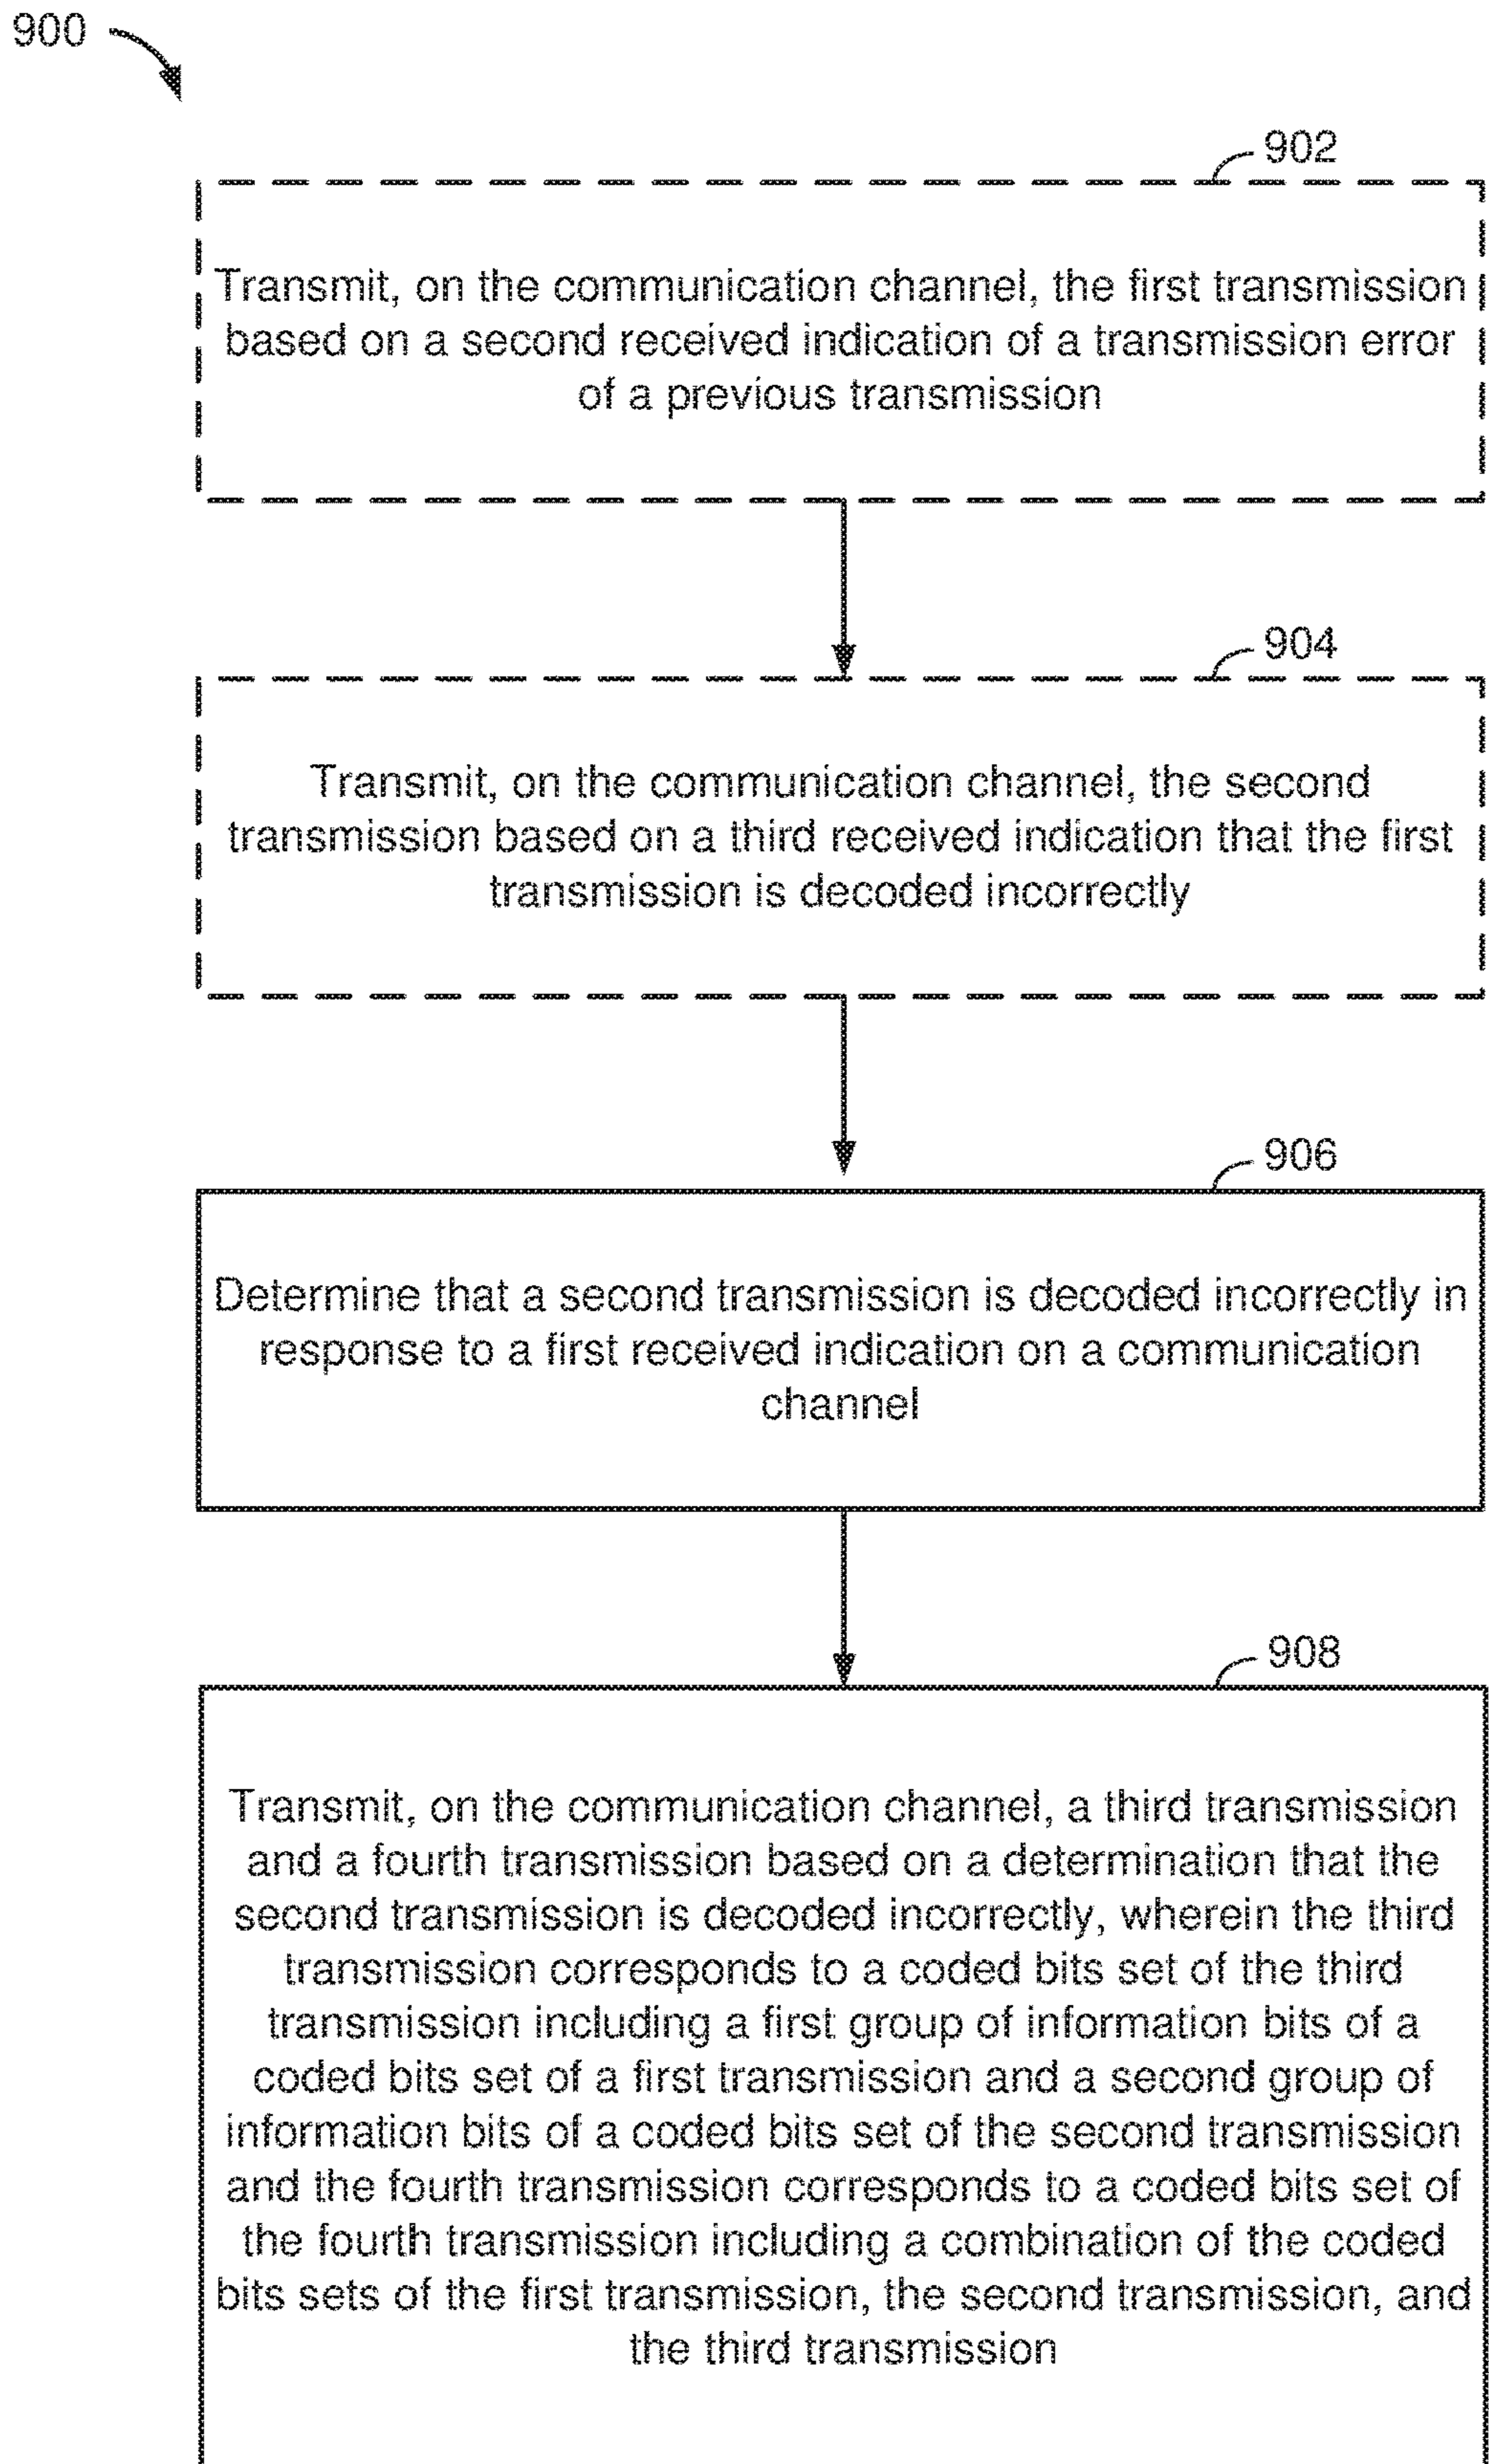 900
902
Transmit, on the communication channel, the first transmission
based on a second received indication of a transmission error
of a previous transmission
904
Transmit, on the communication channel, the second
transmission based on a third received indication that the first
transmission is decoded incorrectly
906
Determine that a second transmission is decoded incorrectly in
response to a first received indication on a communication
channel
908
Transmit, on the communication channel, a third transmission
and a fourth transmission based on a determination that the
second transmission is decoded incorrectly, wherein the third
transmission corresponds to a coded bits set of the third
transmission including a first group of information bits of a
coded bits set of a first transmission and a second group of
information bits of a coded bits set of the second transmission
and the fourth transmission corresponds to a coded bits set of
the fourth transmission including a combination of the coded
bits sets of the first transmission, the second transmission, and
the third transmission